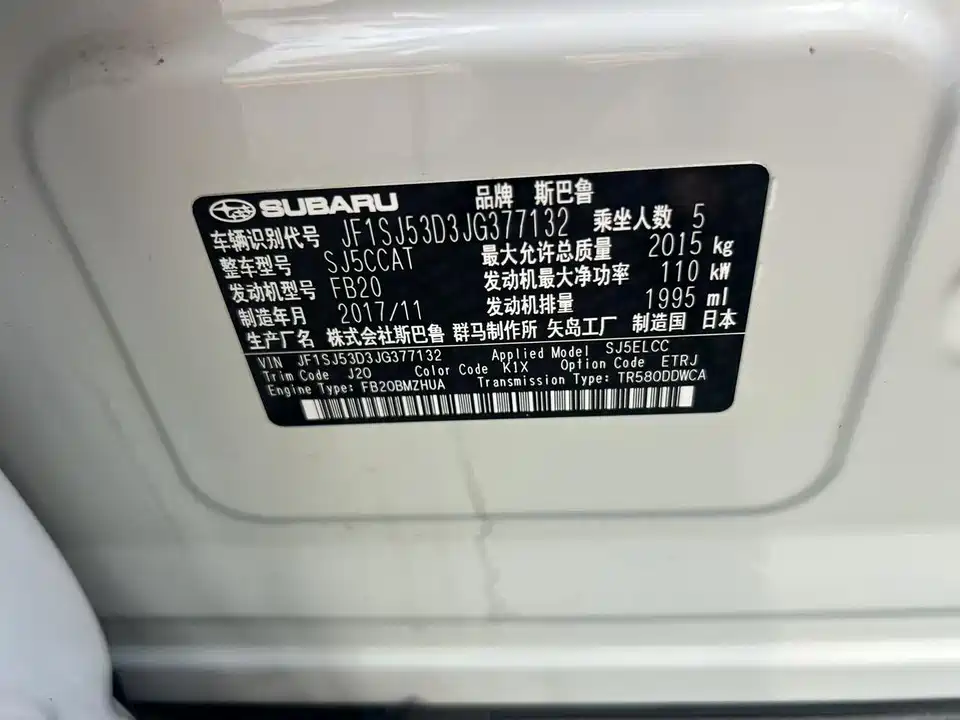 SUBARU 品牌 斯巴鲁
车辆识别代号 JF1SJ53D3JG377132 乘坐人数 5
整车型号 SJ5CCAT 最大允许总质量 2015 kg
发动机型号 FB20 发动机最大净功率 110 kW
制造年月 2017/11 发动机排量 1995 ml
生产厂名 株式会社斯巴鲁 群马制作所 矢岛工厂 制造国 日本
VIN JF1SJ53D3JG377132 Applied Model SJ5ELCC
Trim Code J20 Color Code K1X Option Code ETRJ
Engine Type: FB20BMZHUA Transmission Type: TR580DDWCA